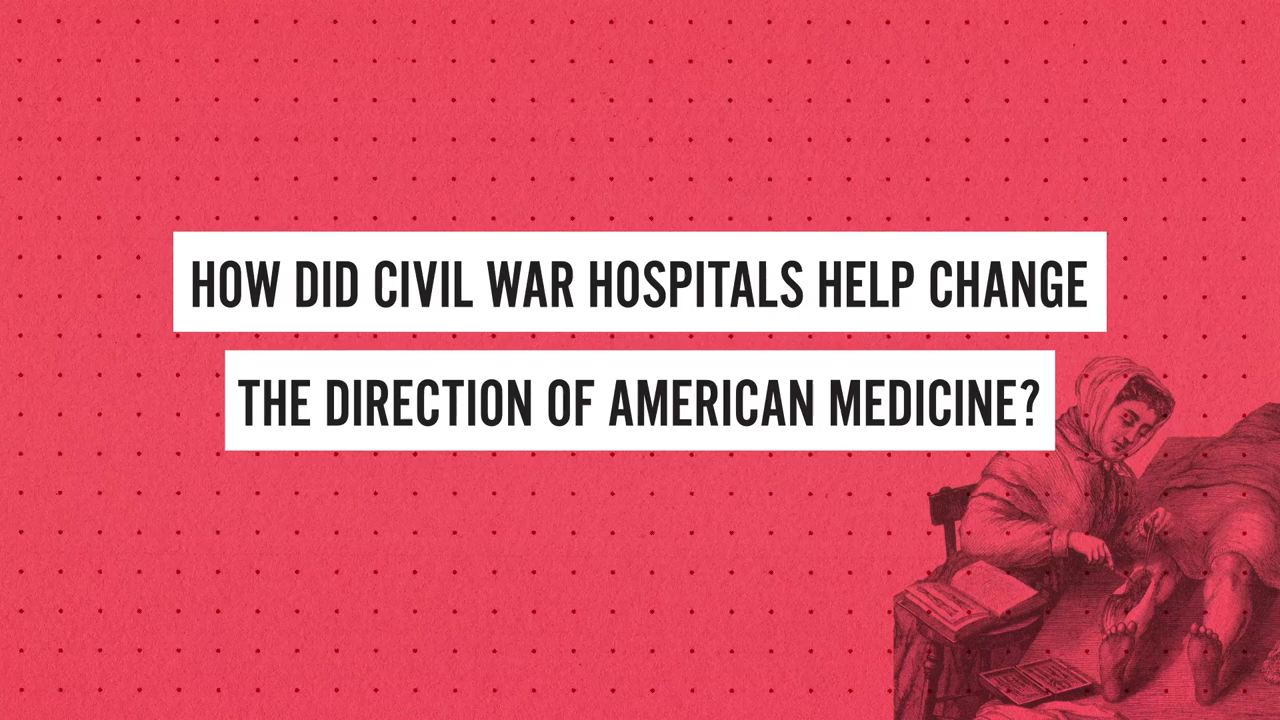 HOW DID CIVIL WAR HOSPITALS HELP CHANGE
THE DIRECTION OF AMERICAN MEDICINE?